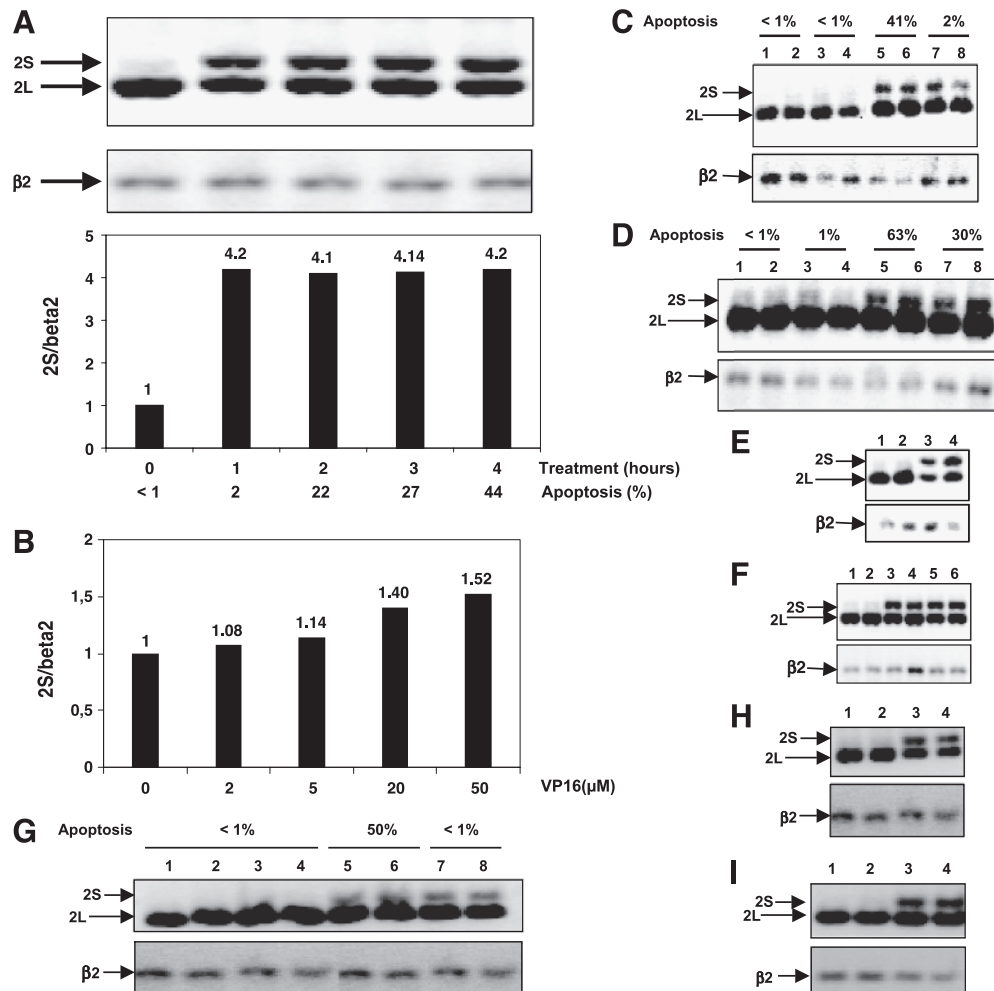 A
2S
2L
β2
2S/beta2
5
4
3
2
1
0
1
4.2
4.1
4.14
4.2
0 1 2 3 4 Treatment (hours)
< 1 2 22 27 44 Apoptosis (%)
B
2S/beta2
2
1,5
1
0,5
0
1
1.08
1.14
1.40
1.52
0 2 5 20 50 VP16(µM)
G
Apoptosis < 1% 50% < 1%
1 2 3 4 5 6 7 8
2S
2L
β2
C
Apoptosis < 1% < 1% 41% 2%
1 2 3 4 5 6 7 8
2S
2L
β2
D
Apoptosis < 1% 1% 63% 30%
1 2 3 4 5 6 7 8
2S
2L
β2
E
1 2 3 4
2S
2L
β2
F
1 2 3 4 5 6
2S
2L
β2
H
1 2 3 4
2S
2L
β2
I
1 2 3 4
2S
2L
β2